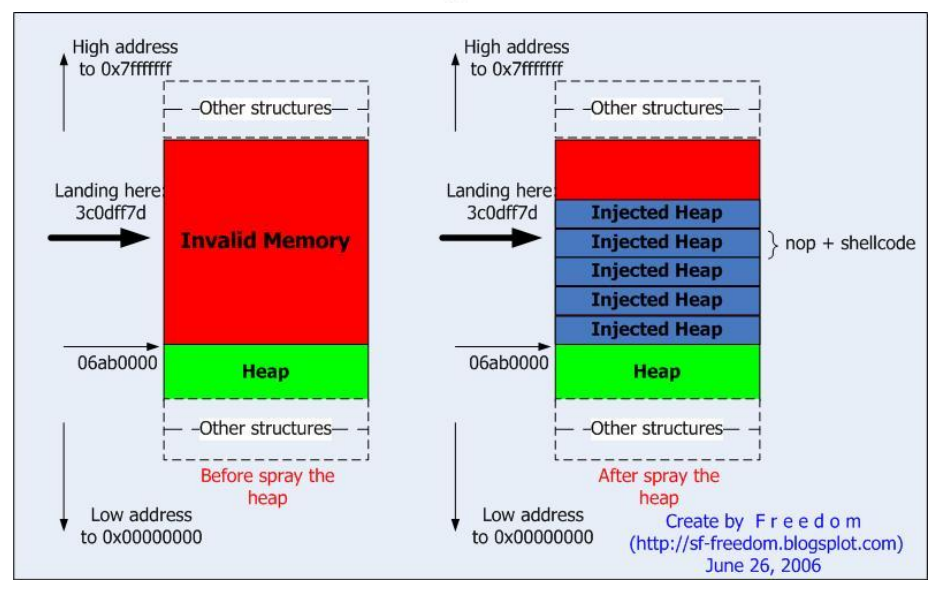 High address
to 0x7fffffff
Other structures
Landing here:
3c0dff7d
Invalid Memory
06ab0000
Heap
Other structures
Before spray the
heap
Low address
to 0x00000000
High address
to 0x7fffffff
Other structures
Landing here:
3c0dff7d
Injected Heap
Injected Heap
nop + shellcode
Injected Heap
Injected Heap
Injected Heap
06ab0000
Heap
Other structures
After spray the
heap
Low address
to 0x00000000
Create by F r e e d o m
(http://sf-freedom.blogsplot.com)
June 26, 2006